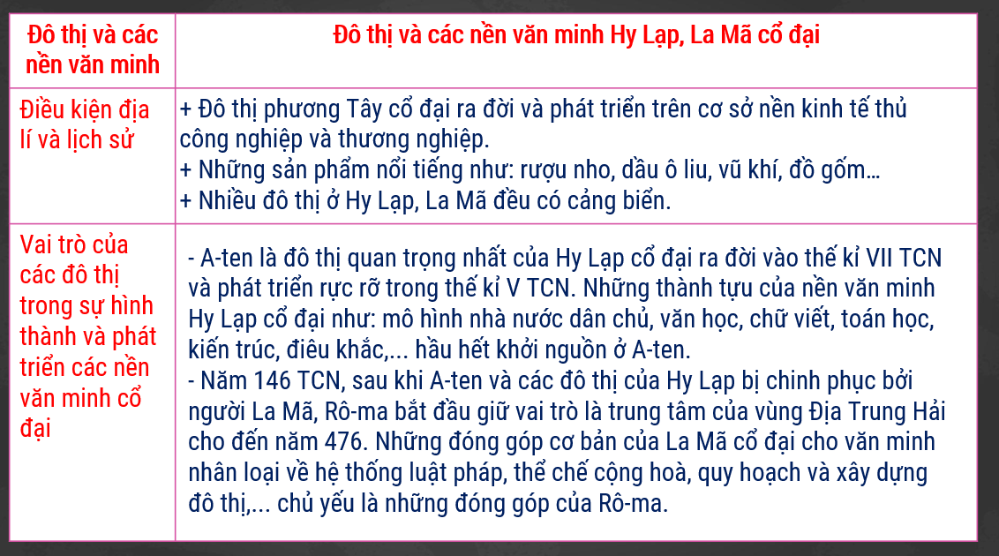 Đô thị và các
nền văn minh
Đô thị và các nền văn minh Hy Lạp, La Mã cổ đại
Điều kiện địa
lí và lịch sử
+ Đô thị phương Tây cổ đại ra đời và phát triển trên cơ sở nền kinh tế thủ
công nghiệp và thương nghiệp.
+ Những sản phẩm nổi tiếng như: rượu nho, dầu ô liu, vũ khí, đồ gốm…
+ Nhiều đô thị ở Hy Lạp, La Mã đều có cảng biển.
Vai trò của
các đô thị
trong sự hình
thành và phát
triển các nền
văn minh cổ
đại
- A-ten là đô thị quan trọng nhất của Hy Lạp cổ đại ra đời vào thế kỉ VII TCN
và phát triển rực rỡ trong thế kỉ V TCN. Những thành tựu của nền văn minh
Hy Lạp cổ đại như: mô hình nhà nước dân chủ, văn học, chữ viết, toán học,
kiến trúc, điêu khắc,... hầu hết khởi nguồn ở A-ten.
- Năm 146 TCN, sau khi A-ten và các đô thị của Hy Lạp bị chinh phục bởi
người La Mã, Rô-ma bắt đầu giữ vai trò là trung tâm của vùng Địa Trung Hải
cho đến năm 476. Những đóng góp cơ bản của La Mã cổ đại cho văn minh
nhân loại về hệ thống luật pháp, thể chế cộng hoà, quy hoạch và xây dựng
đô thị,... chủ yếu là những đóng góp của Rô-ma.